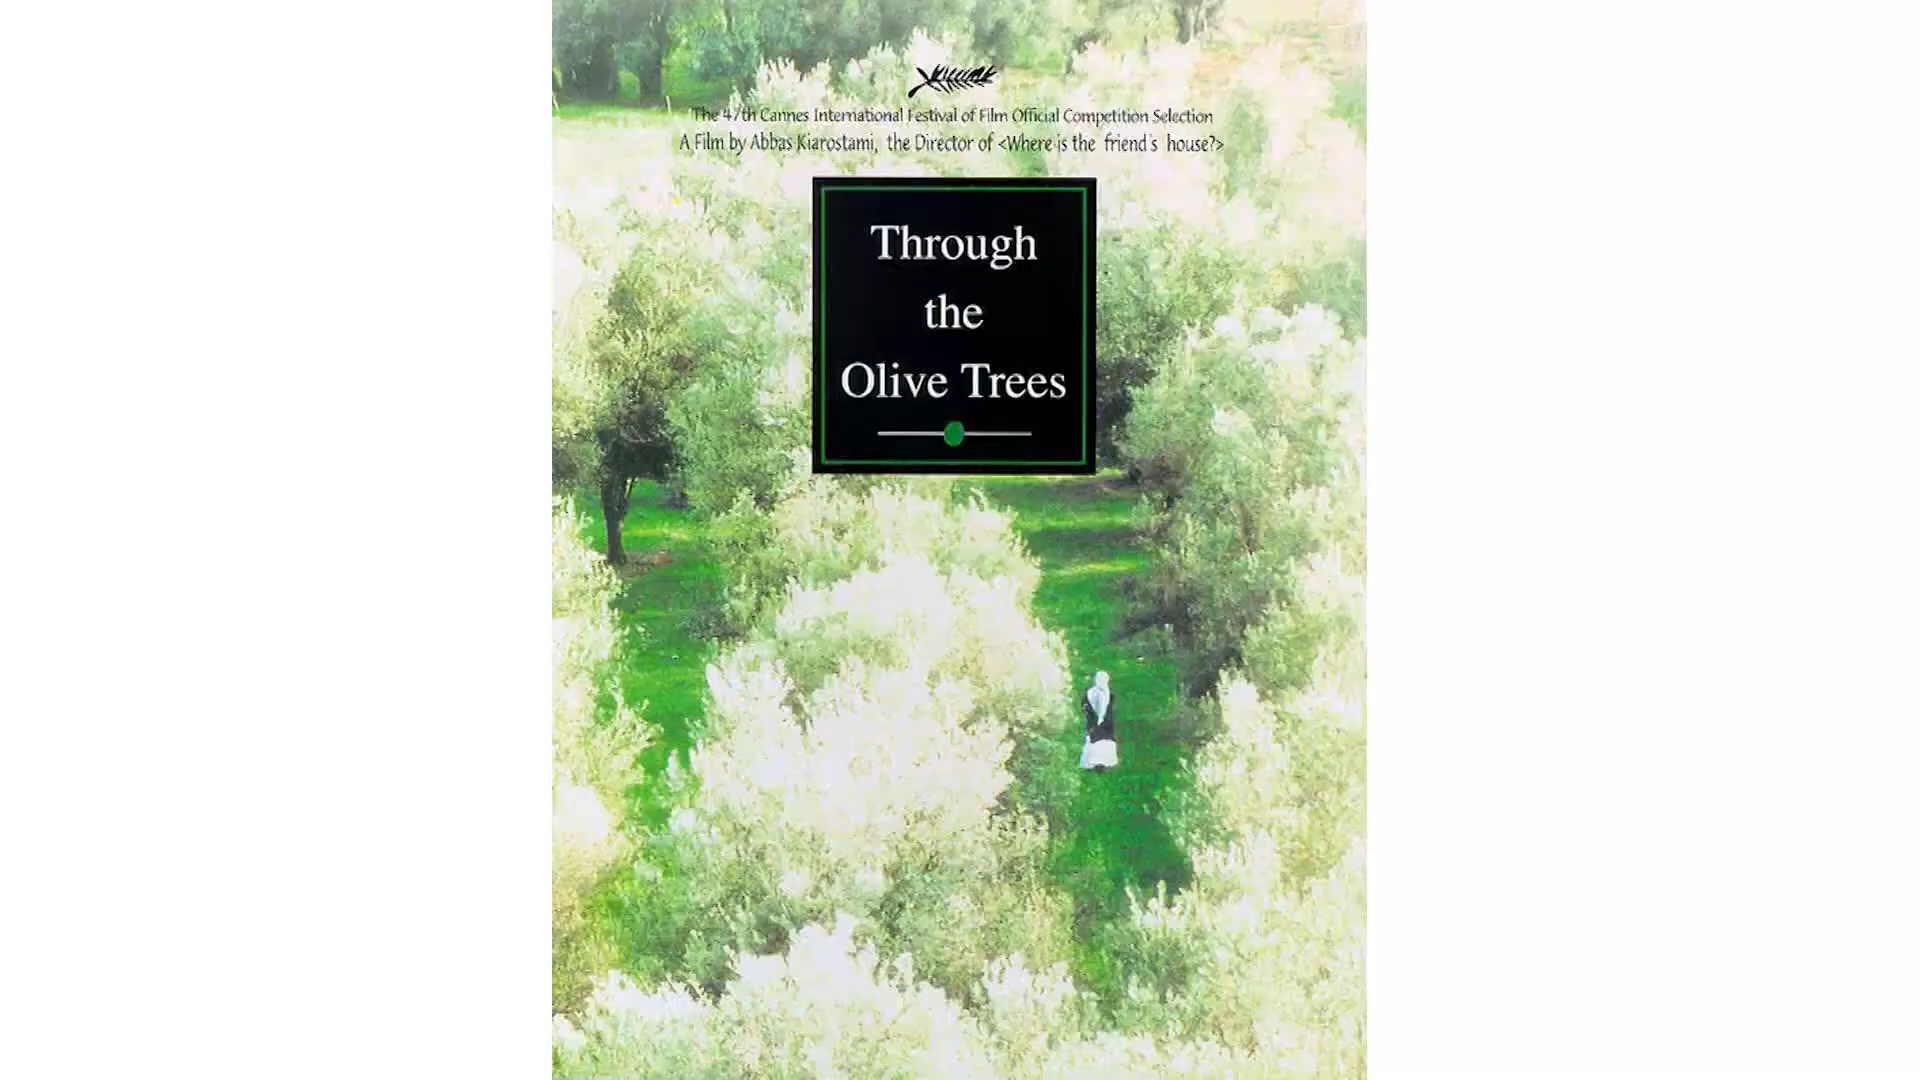 The 47th Cannes International Festival of Film Official Competition Selection
A Film by Abbas Kiarostami, the Director of <Where is the friend's house?>
Through
the
Olive Trees